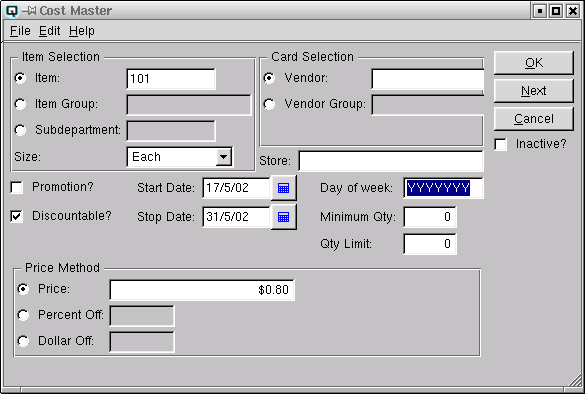 Cost Master
File Edit Help
Item Selection
Item: 101
Item Group:
Subdepartment:
Size: Each
Card Selection
Vendor:
Vendor Group:
Store:
OK
Next
Cancel
Inactive?
Promotion? Start Date: 17/5/02 Day of week: YYYYYYY
Discountable? Stop Date: 31/5/02 Minimum Qty: 0
Qty Limit: 0
Price Method
Price: $0.80
Percent Off:
Dollar Off: